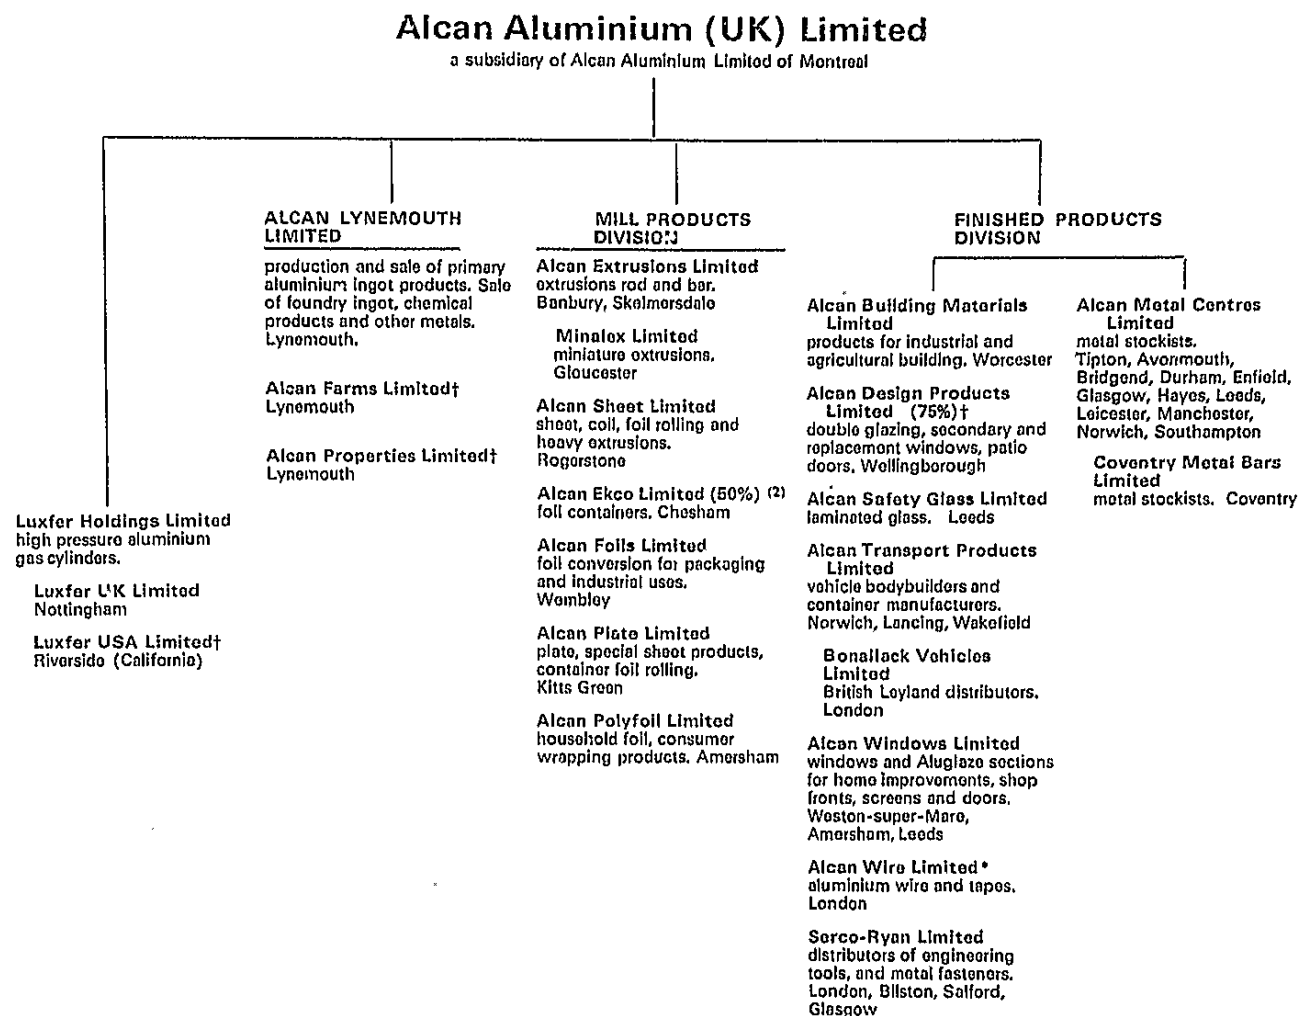 Alcan Aluminium (UK) Limited
a subsidiary of Alcan Aluminium Limited of Montreal
ALCAN LYNEMOUTH
LIMITED
production and sale of primary
aluminium ingot products. Sale
of foundry ingot, chemical
products and other metals.
Lynemouth.
Alcan Farms Limited†
Lynemouth
Alcan Properties Limited†
Lynemouth
Luxfer Holdings Limited
high pressure aluminium
gas cylinders.
Luxfer UK Limited
Nottingham
Luxfer USA Limited†
Riverside (California)
MILL PRODUCTS
DIVISION
Alcan Extrusions Limited
extrusions rod and bar.
Banbury, Skelmersdale
Minalex Limited
miniature extrusions.
Gloucester
Alcan Sheet Limited
sheet, coil, foil rolling and
heavy extrusions.
Rogerstone
Alcan Ekco Limited (50%) (2)
foil containers. Chesham
Alcan Foils Limited
foil conversion for packaging
and industrial uses.
Wembley
Alcan Plate Limited
plate, special sheet products,
container foil rolling.
Kitts Green
Alcan Polyfoil Limited
household foil, consumer
wrapping products. Amersham
FINISHED PRODUCTS
DIVISION
Alcan Building Materials
Limited
products for industrial and
agricultural building. Worcester
Alcan Design Products
Limited (75%)†
double glazing, secondary and
replacement windows, patio
doors. Wellingborough
Alcan Safety Glass Limited
laminated glass. Leeds
Alcan Transport Products
Limited
vehicle bodybuilders and
container manufacturers.
Norwich, Lancing, Wakefield
Bonallack Vehicles
Limited
British Leyland distributors.
London
Alcan Windows Limited
windows and Aluglaze sections
for home improvements, shop
fronts, screens and doors.
Weston-super-Mare,
Amersham, Leeds
Alcan Wire Limited*
aluminium wire and tapes.
London
Serco-Ryan Limited
distributors of engineering
tools, and metal fasteners.
London, Bilston, Salford,
Glasgow
Alcan Metal Centres
Limited
metal stockists.
Tipton, Avonmouth,
Bridgend, Durham, Enfield,
Glasgow, Hayes, Leeds,
Leicester, Manchester,
Norwich, Southampton
Coventry Metal Bars
Limited
metal stockists. Coventry